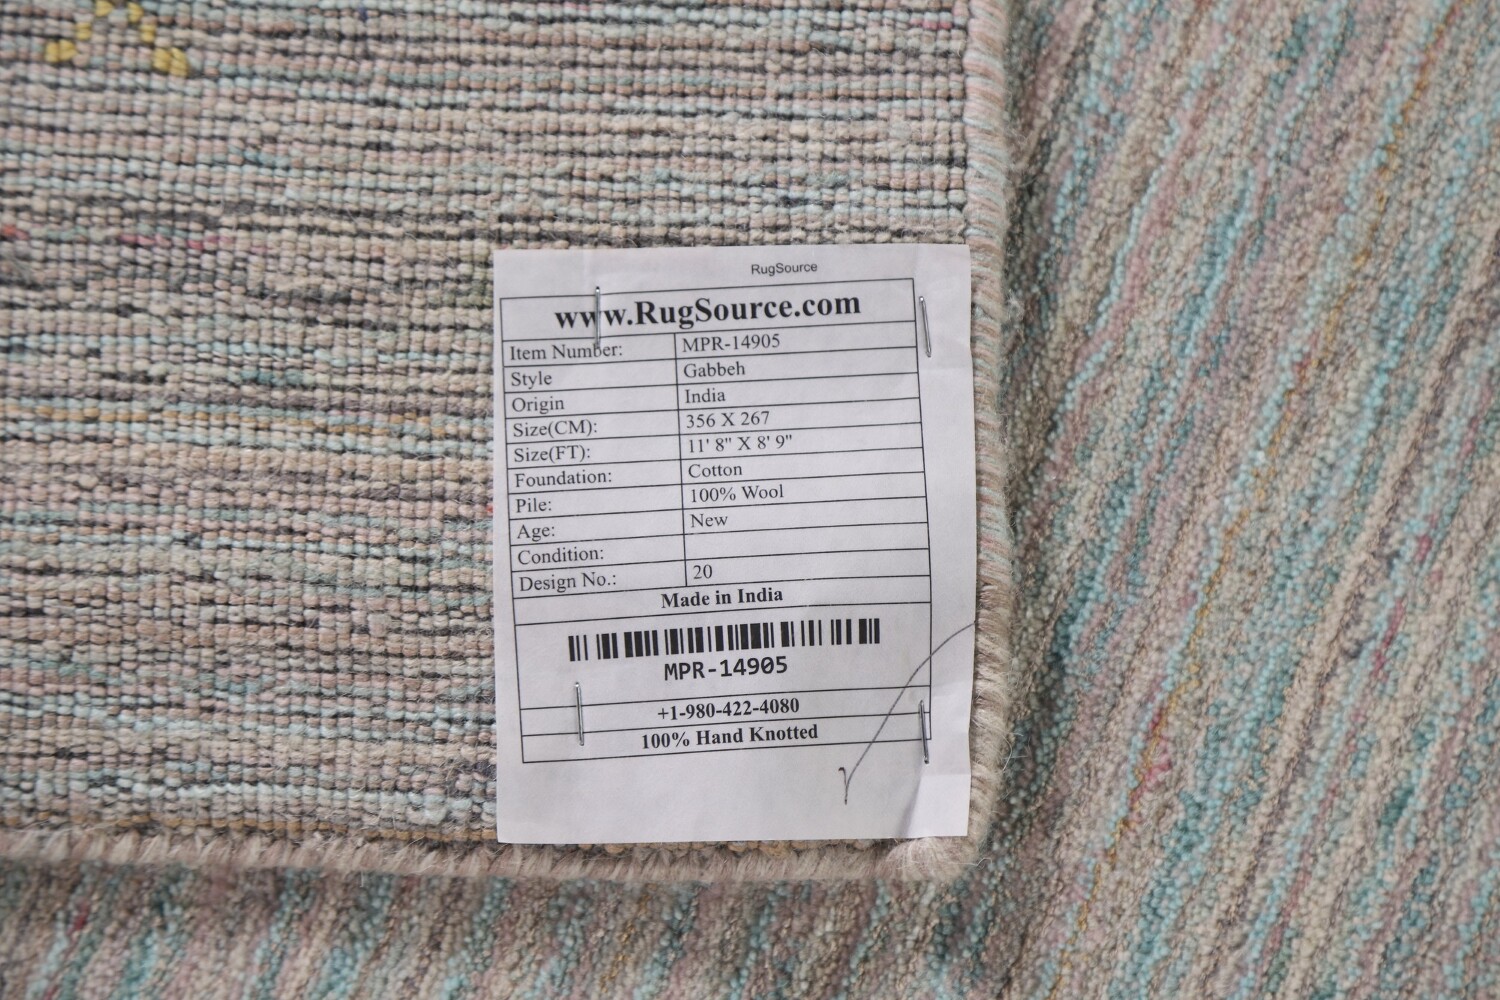 RugSource
www.RugSource.com
Item Number: MPR-14905
Style Gabbeh
Origin India
Size(CM): 356 X 267
Size(FT): 11' 8" X 8' 9"
Foundation: Cotton
Pile: 100% Wool
Age: New
Condition:
Design No.: 20
Made in India
MPR-14905
+1-980-422-4080
100% Hand Knotted